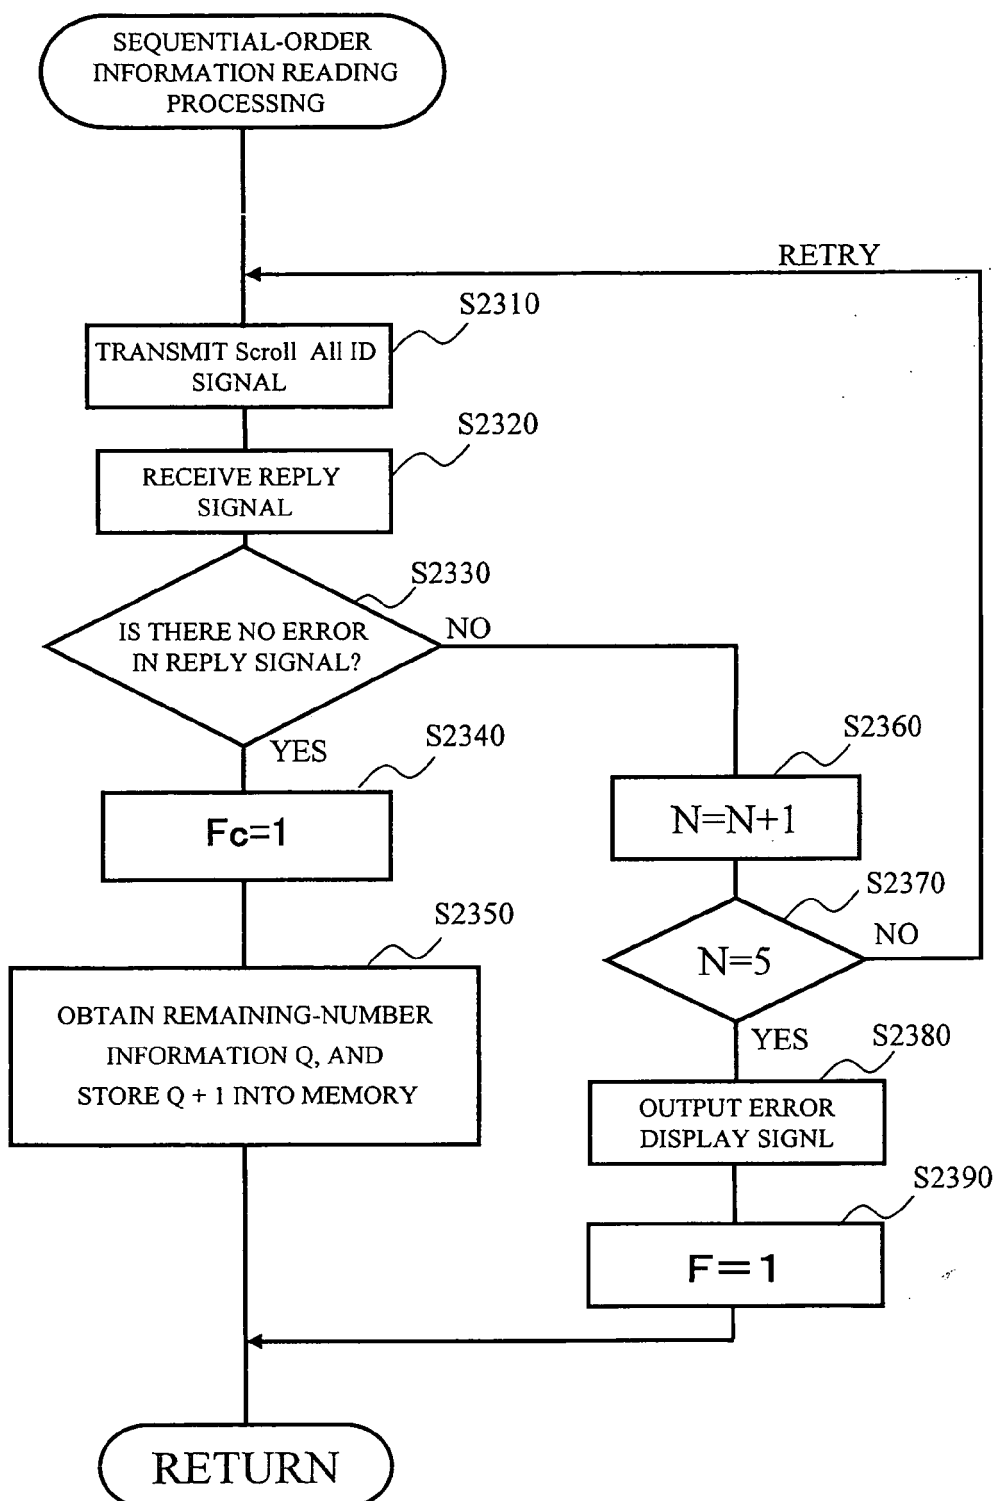 SEQUENTIAL-ORDER
INFORMATION READING
PROCESSING
RETRY
S2310
TRANSMIT Scroll All ID
SIGNAL
S2320
RECEIVE REPLY
SIGNAL
S2330
IS THERE NO ERROR
IN REPLY SIGNAL?
NO
YES
S2340
Fc=1
S2350
OBTAIN REMAINING-NUMBER
INFORMATION Q, AND
STORE Q + 1 INTO MEMORY
S2360
N=N+1
S2370
N=5
NO
YES
S2380
OUTPUT ERROR
DISPLAY SIGNL
S2390
F=1
RETURN